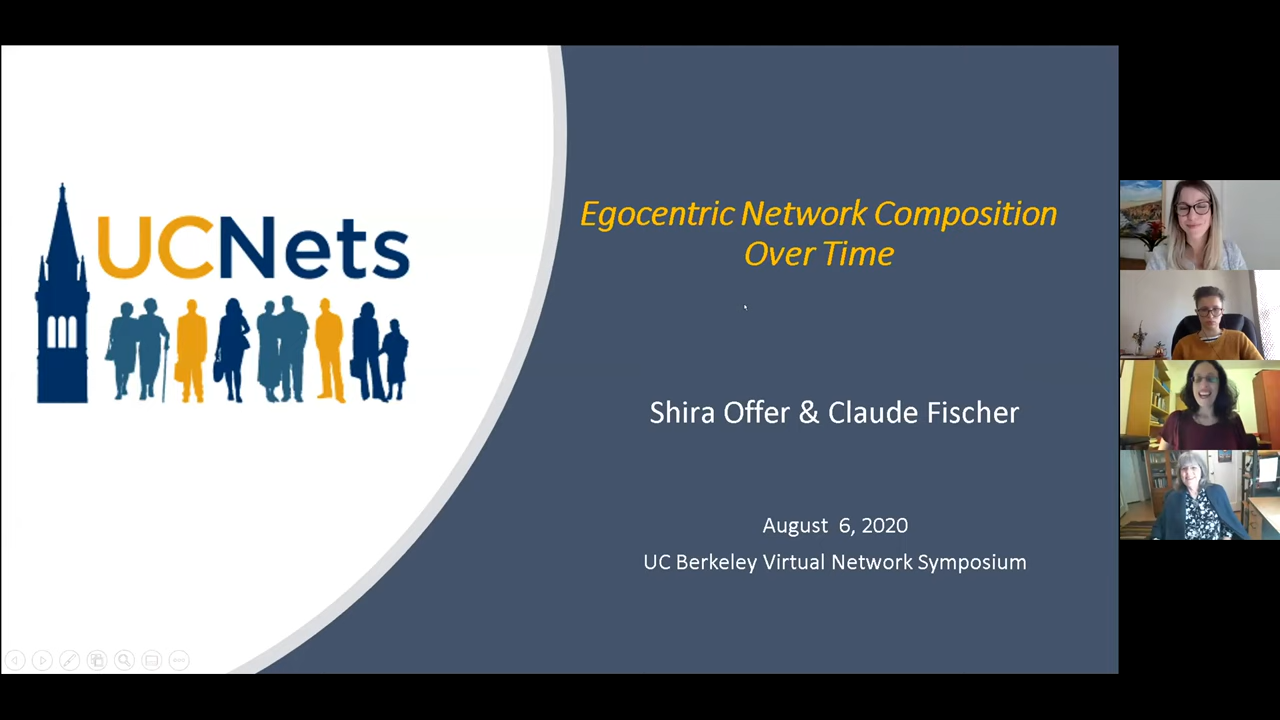 UCNets
Egocentric Network Composition
Over Time
Shira Offer & Claude Fischer
August 6, 2020
UC Berkeley Virtual Network Symposium